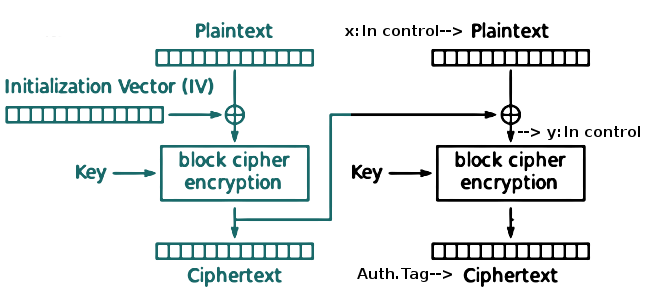 Plaintext
x:In control--> Plaintext
Initialization Vector (IV)
--> y:In control
Key
block cipher
encryption
Key
block cipher
encryption
Ciphertext
Auth.Tag--> Ciphertext